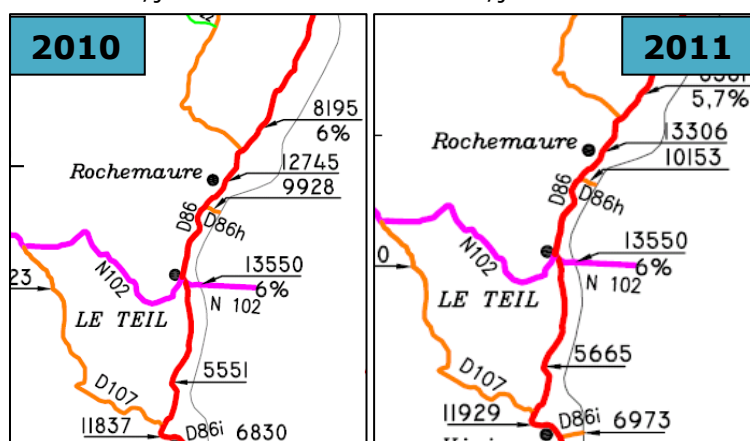 2010
8195
6%
Rochemaure
12745
9928
D86
D86h
13550
6%
N102
N 102
23
LE TEIL
5551
D107
11837
D86i
6830
2011
5,7%
Rochemaure
13306
10153
D86
D86h
13550
6%
N102
N 102
0
LE TEIL
5665
D107
11929
D86i
6973